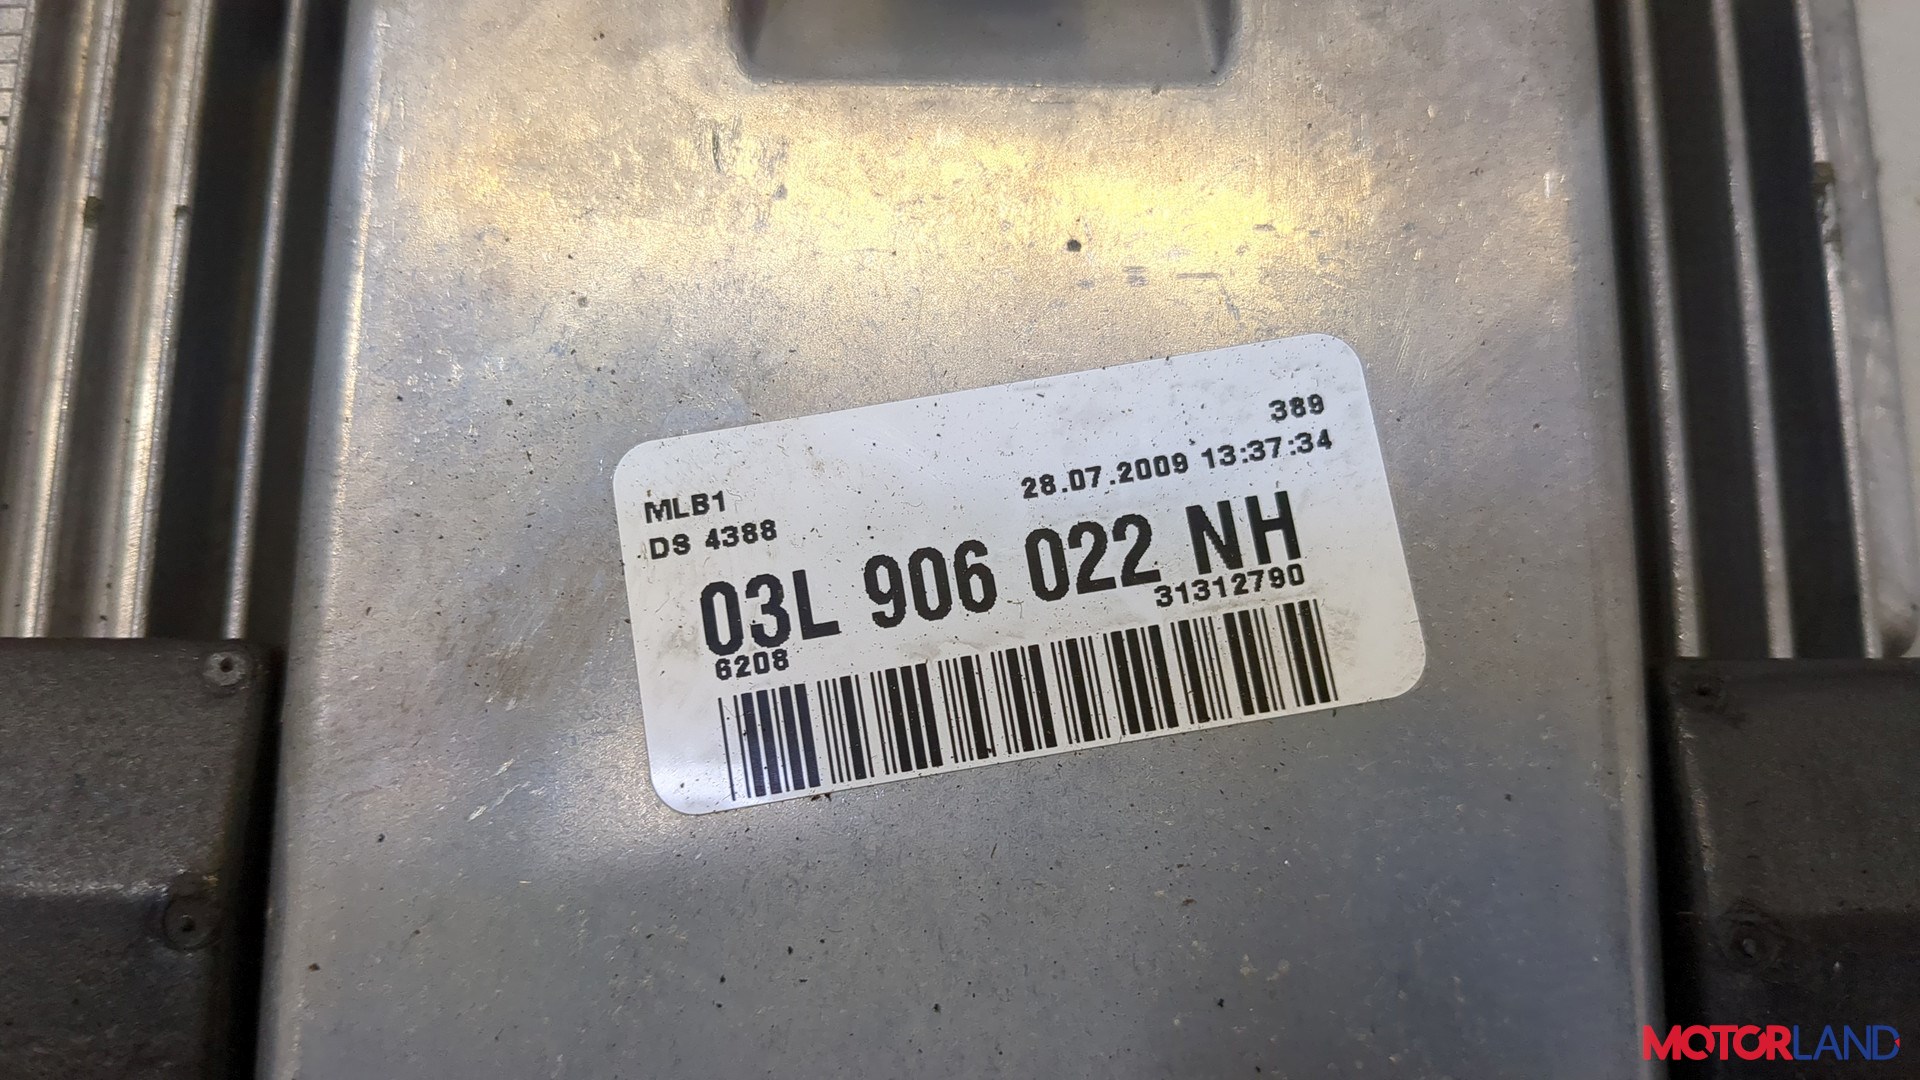 389
28.07.2009 13:37:34
MLB1
DS 4388
03L 906 022 NH
31312790
6208
MOTORLAND